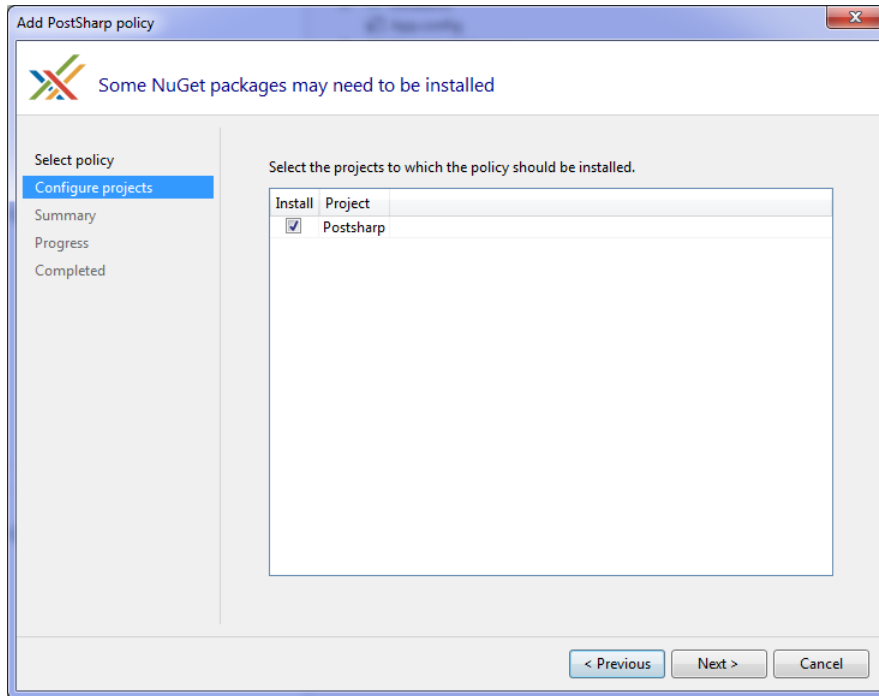 Add PostSharp policy
Some NuGet packages may need to be installed
Select policy
Configure projects
Summary
Progress
Completed
Select the projects to which the policy should be installed.
Install Project
Postsharp
< Previous Next > Cancel